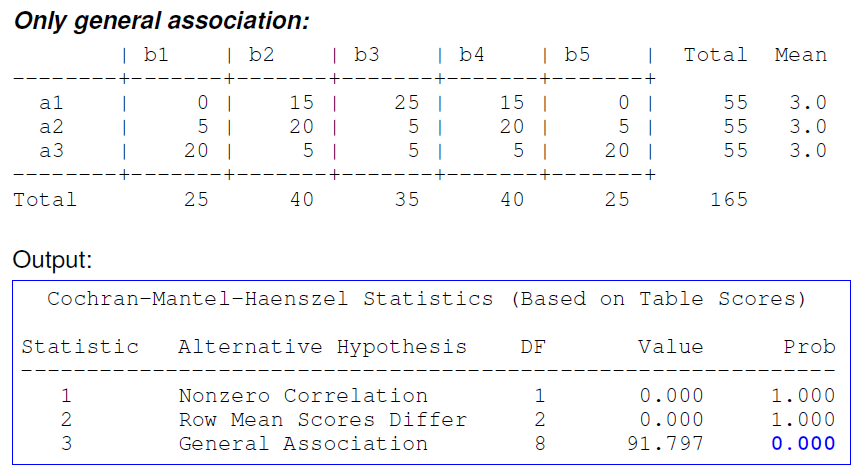 Only general association:
| b1 | b2 | b3 | b4 | b5 | Total Mean
--------+-------+-------+-------+-------+-------+
a1 | 0 | 15 | 25 | 15 | 0 | 55 3.0
a2 | 5 | 20 | 5 | 20 | 5 | 55 3.0
a3 | 20 | 5 | 5 | 5 | 20 | 55 3.0
--------+-------+-------+-------+-------+-------+
Total 25 40 35 40 25 165
Output:
Cochran-Mantel-Haenszel Statistics (Based on Table Scores)
Statistic Alternative Hypothesis DF Value Prob
--------------------------------------------------------------
1 Nonzero Correlation 1 0.000 1.000
2 Row Mean Scores Differ 2 0.000 1.000
3 General Association 8 91.797 0.000